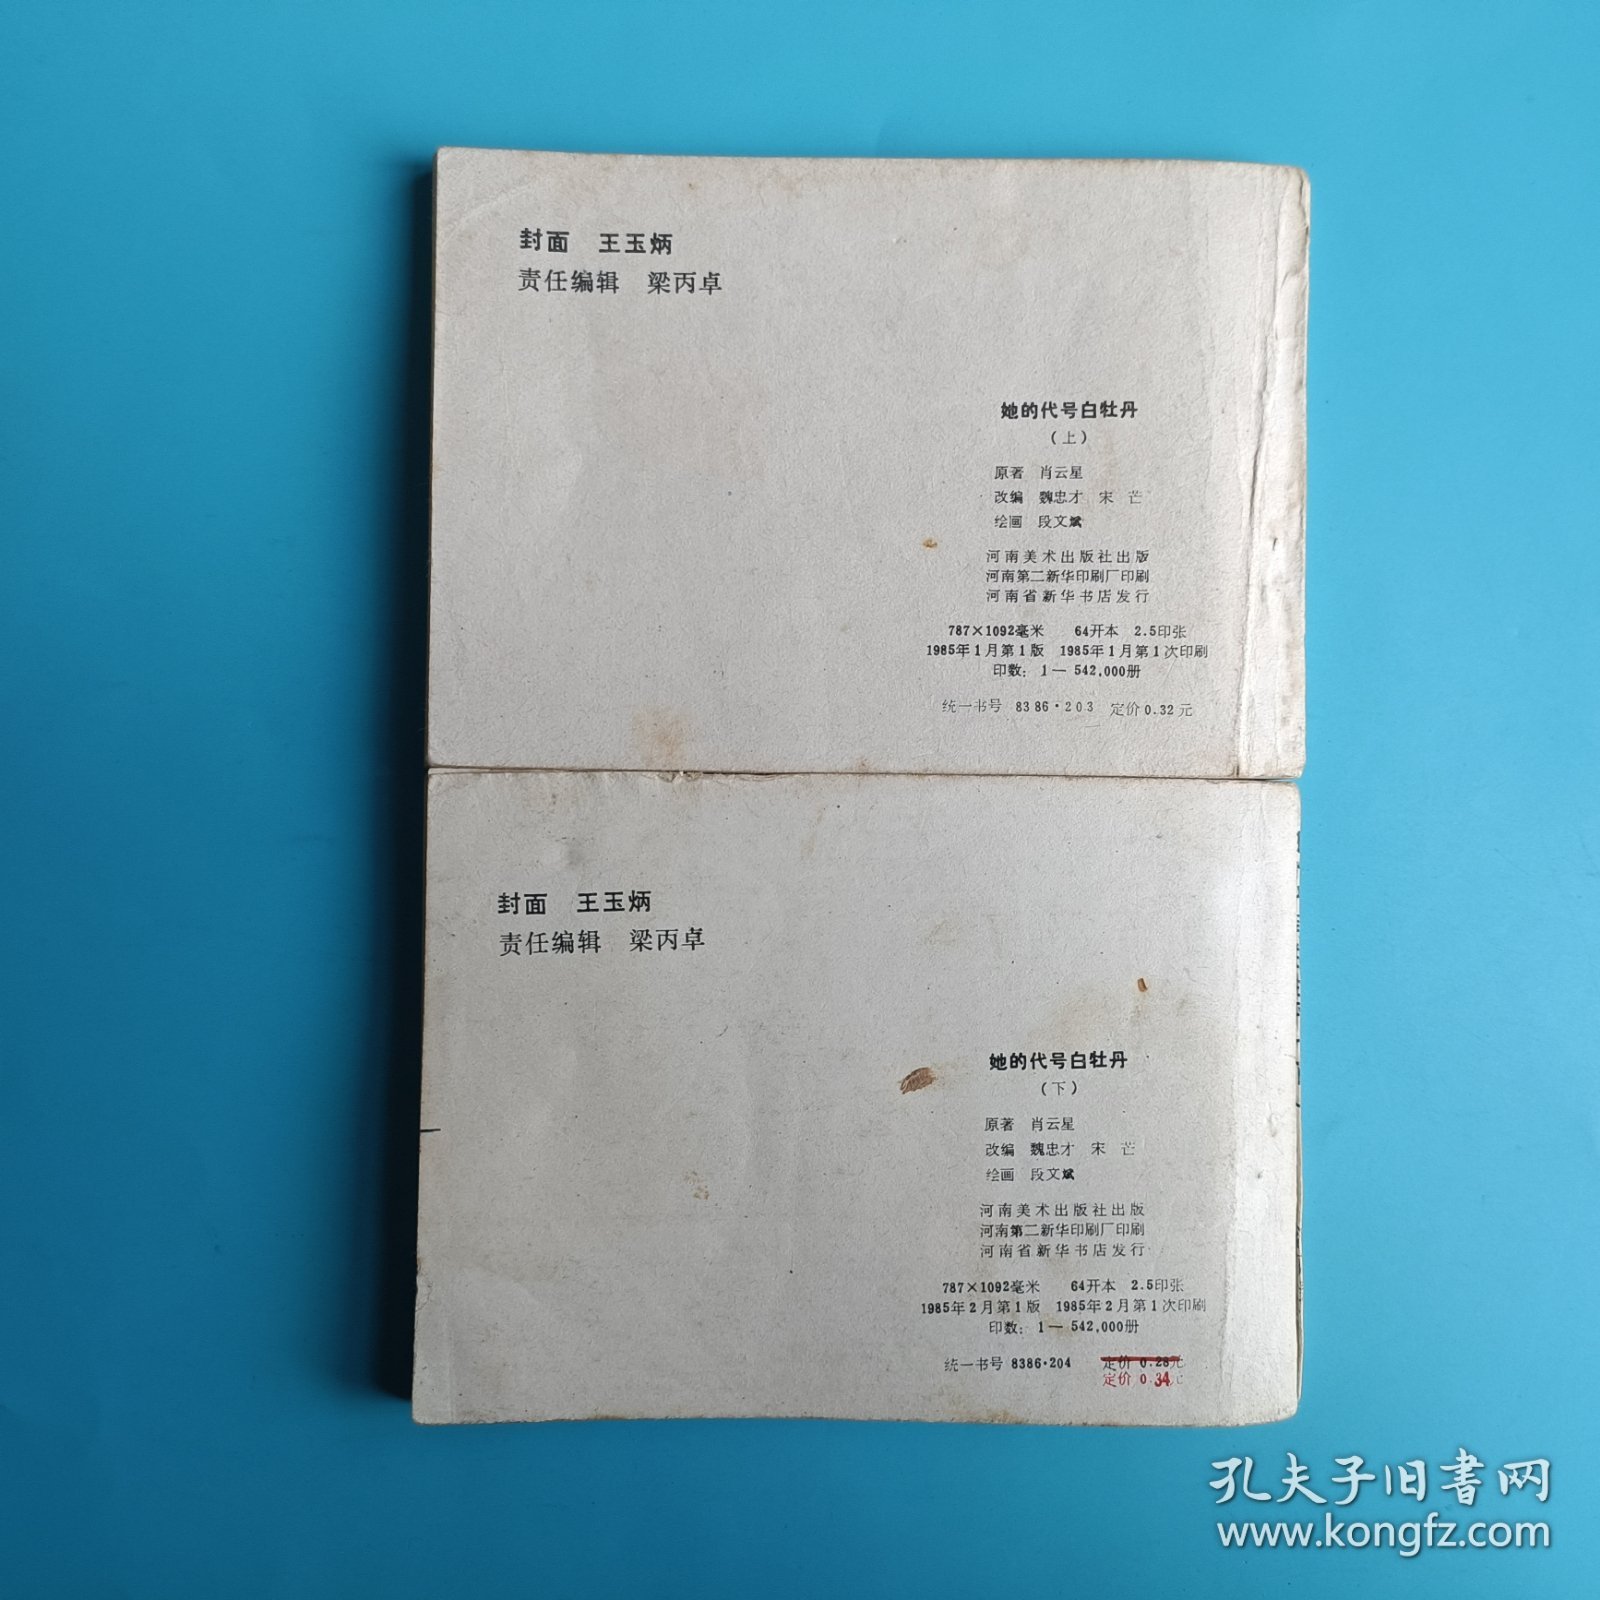 封面 王玉炳
责任编辑 梁丙卓
她的代号白牡丹
（上）
原著 肖云星
改编 魏忠才 宋 芒
绘画 段文斌
河南美术出版社出版
河南第二新华印刷厂印刷
河南省新华书店发行
787×1092毫米 64开本 2.5印张
1985年1月第1版 1985年1月第1次印刷
印数：1—542,000册
统一书号 8386·203 定价0.32元
封面 王玉炳
责任编辑 梁丙卓
她的代号白牡丹
（下）
原著 肖云星
改编 魏忠才 宋 芒
绘画 段文斌
河南美术出版社出版
河南第二新华印刷厂印刷
河南省新华书店发行
787×1092毫米 64开本 2.5印张
1985年2月第1版 1985年2月第1次印刷
印数：1—542,000册
统一书号 8386·204 定价 0.28元
定价 0.34元
孔夫子旧书网
www.kongfz.com